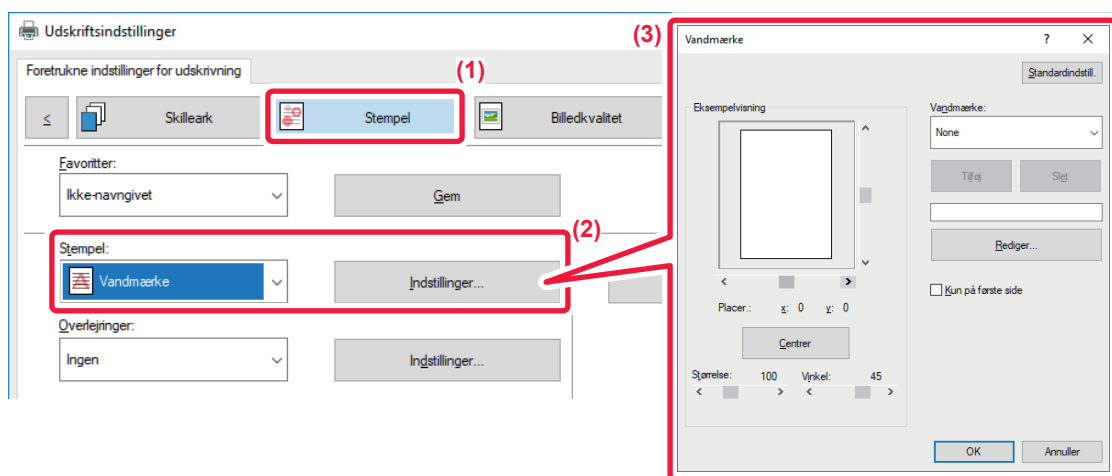 Udskriftsindstillinger
Foretrukne indstillinger for udskrivning
(1)
<
Skilleark
Stempel
Billedkvalitet
Favoritter:
Ikke-navngivet
Gem
(2)
Stempel:
Vandmærke
Indstillinger...
Overlejringer:
Ingen
Indstillinger...
(3)
Vandmærke
?
Standardindstill.
Eksempelvisning
Placer.: x: 0 y: 0
Centrer
Størrelse: 100 Vinkel: 45
Vandmærke:
None
Tilføj Slet
Rediger...
Kun på første side
OK Annuller